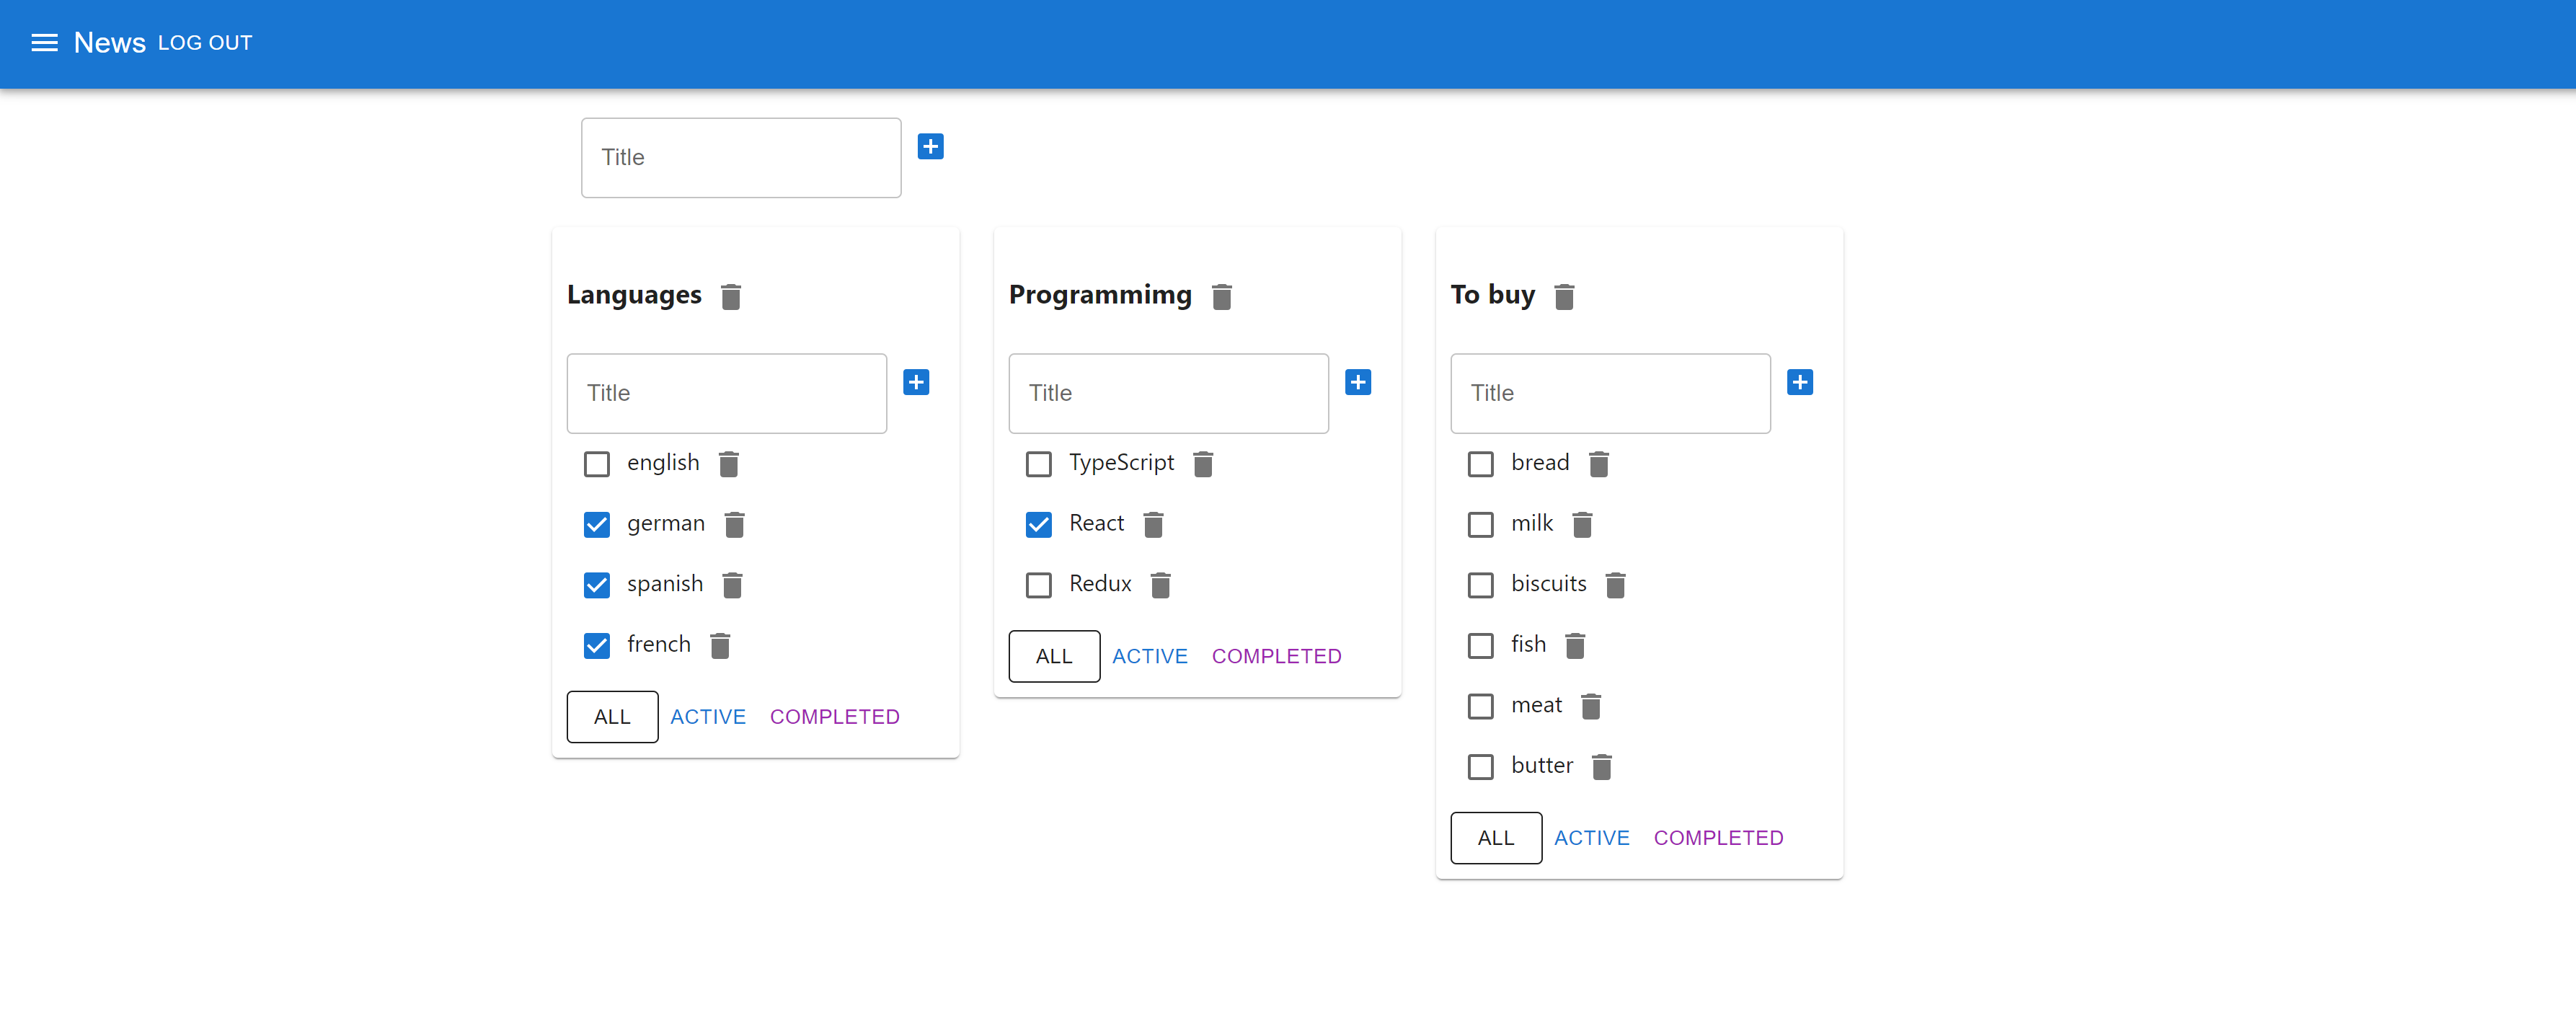 News LOG OUT
Title
Languages
Title
english
german
spanish
french
ALL ACTIVE COMPLETED
Programmimg
Title
TypeScript
React
Redux
ALL ACTIVE COMPLETED
To buy
Title
bread
milk
biscuits
fish
meat
butter
ALL ACTIVE COMPLETED